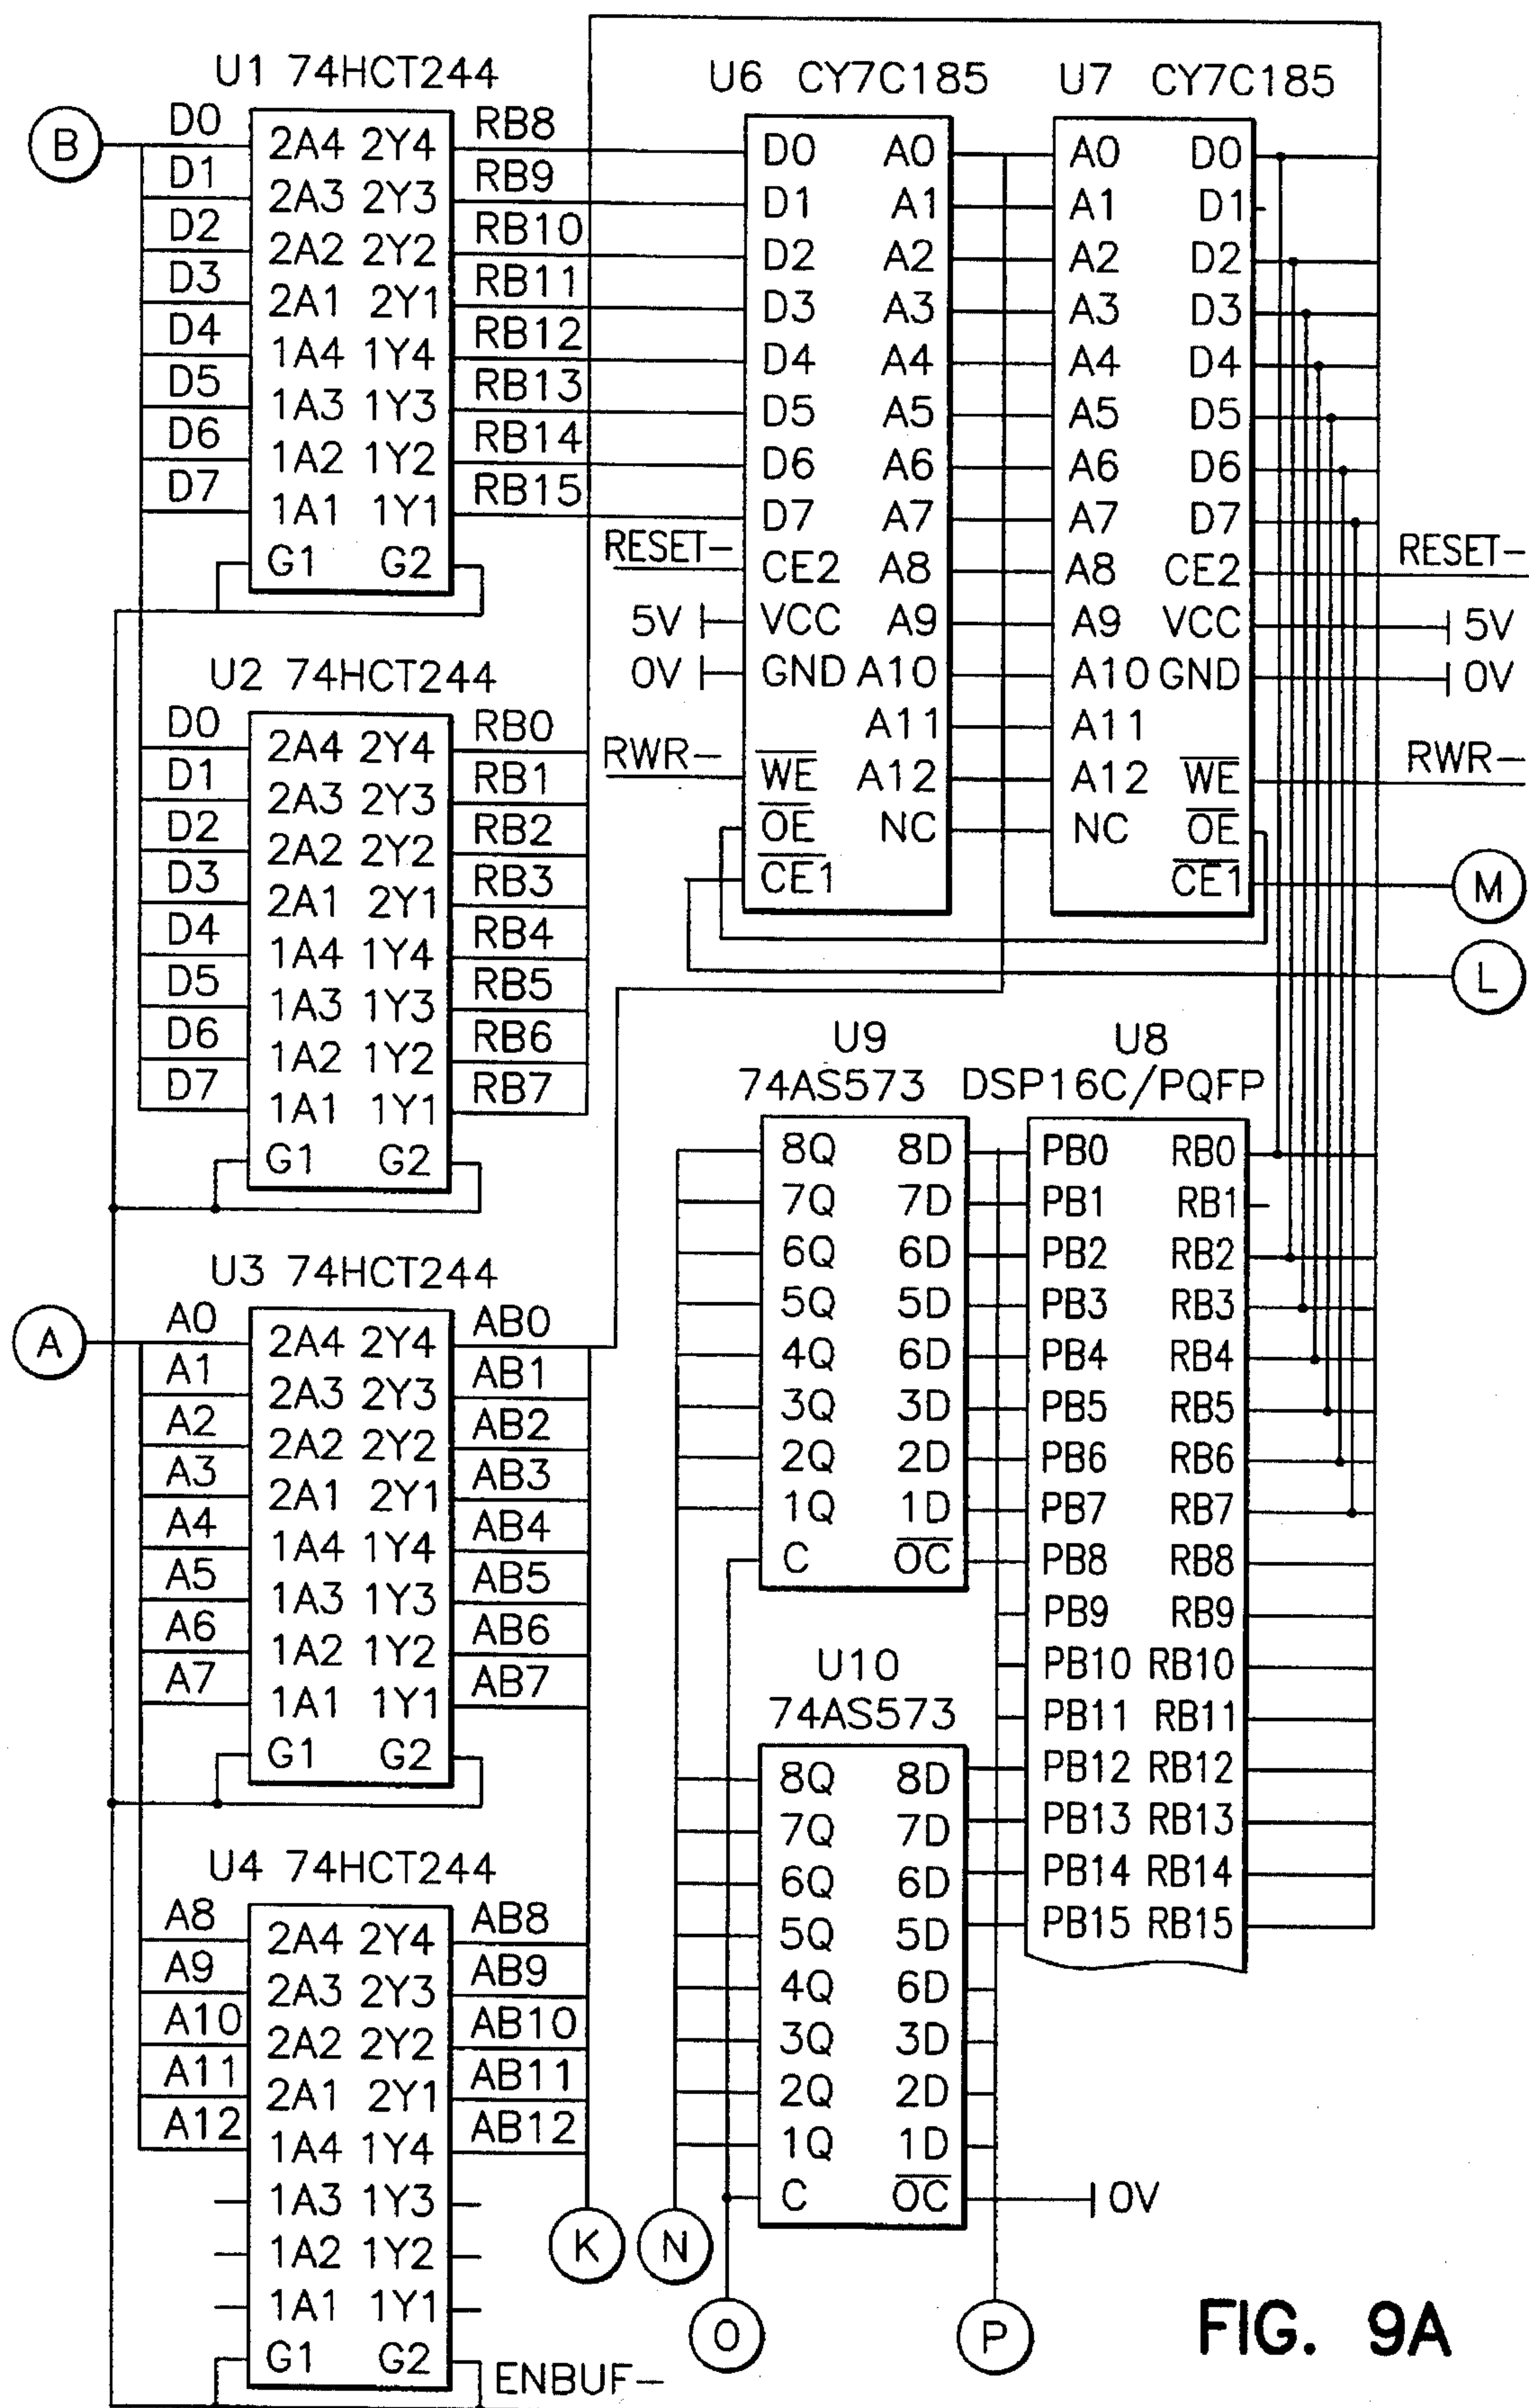 U1 74HCT244
B
D0 2A4 2Y4 RB8
D1 2A3 2Y3 RB9
D2 2A2 2Y2 RB10
D3 2A1 2Y1 RB11
D4 1A4 1Y4 RB12
D5 1A3 1Y3 RB13
D6 1A2 1Y2 RB14
D7 1A1 1Y1 RB15
G1 G2
U2 74HCT244
D0 2A4 2Y4 RB0
D1 2A3 2Y3 RB1
D2 2A2 2Y2 RB2
D3 2A1 2Y1 RB3
D4 1A4 1Y4 RB4
D5 1A3 1Y3 RB5
D6 1A2 1Y2 RB6
D7 1A1 1Y1 RB7
G1 G2
U3 74HCT244
A
A0 2A4 2Y4 AB0
A1 2A3 2Y3 AB1
A2 2A2 2Y2 AB2
A3 2A1 2Y1 AB3
A4 1A4 1Y4 AB4
A5 1A3 1Y3 AB5
A6 1A2 1Y2 AB6
A7 1A1 1Y1 AB7
G1 G2
U4 74HCT244
A8 2A4 2Y4 AB8
A9 2A3 2Y3 AB9
A10 2A2 2Y2 AB10
A11 2A1 2Y1 AB11
A12 1A4 1Y4 AB12
1A3 1Y3
1A2 1Y2
1A1 1Y1
G1 G2 ENBUF-
K
U6 CY7C185 U7 CY7C185
D0 A0 A0 D0
D1 A1 A1 D1
D2 A2 A2 D2
D3 A3 A3 D3
D4 A4 A4 D4
D5 A5 A5 D5
D6 A6 A6 D6
D7 A7 A7 D7
RESET- CE2 A8 A8 CE2 RESET-
5V VCC A9 A9 VCC 5V
0V GND A10 A10 GND 0V
A11 A11
RWR- WE A12 A12 WE RWR-
OE NC NC OE
CE1 CE1 M
L
U9 U8
74AS573 DSP16C/PQFP
8Q 8D PB0 RB0
7Q 7D PB1 RB1
6Q 6D PB2 RB2
5Q 5D PB3 RB3
4Q 6D PB4 RB4
3Q 3D PB5 RB5
2Q 2D PB6 RB6
1Q 1D PB7 RB7
C OC PB8 RB8
PB9 RB9
U10 PB10 RB10
74AS573 PB11 RB11
8Q 8D PB12 RB12
7Q 7D PB13 RB13
6Q 6D PB14 RB14
5Q 5D PB15 RB15
4Q 6D
3Q 3D
2Q 2D
1Q 1D
C OC 0V
N
O P
FIG. 9A